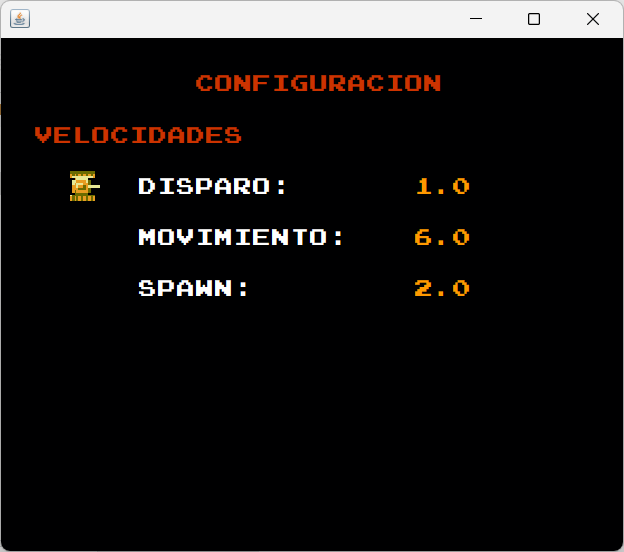 CONFIGURACION
VELOCIDADES
DISPARO: 1.0
MOVIMIENTO: 6.0
SPAWN: 2.0